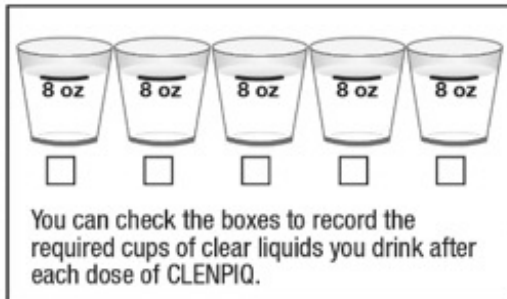 8 oz 8 oz 8 oz 8 oz 8 oz
You can check the boxes to record the
required cups of clear liquids you drink after
each dose of CLENPIQ.